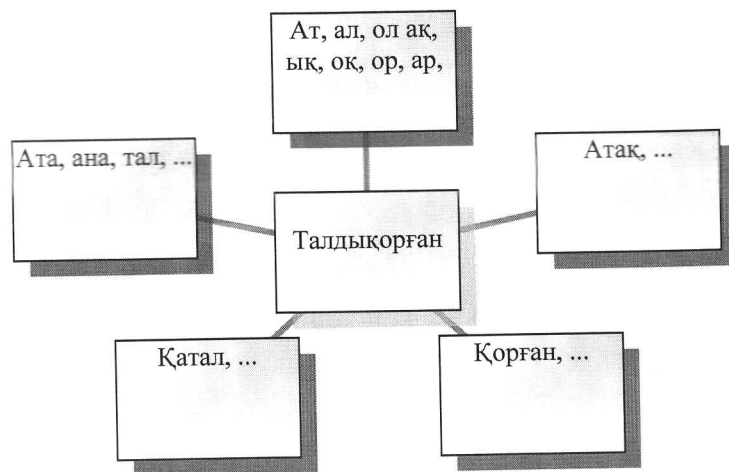 Ат, ал, ол ақ,
ық, оқ, ор, ар,
Ата, ана, тал, ...
Атақ, ...
Талдықорған
Қатал, ...
Қорған, ...